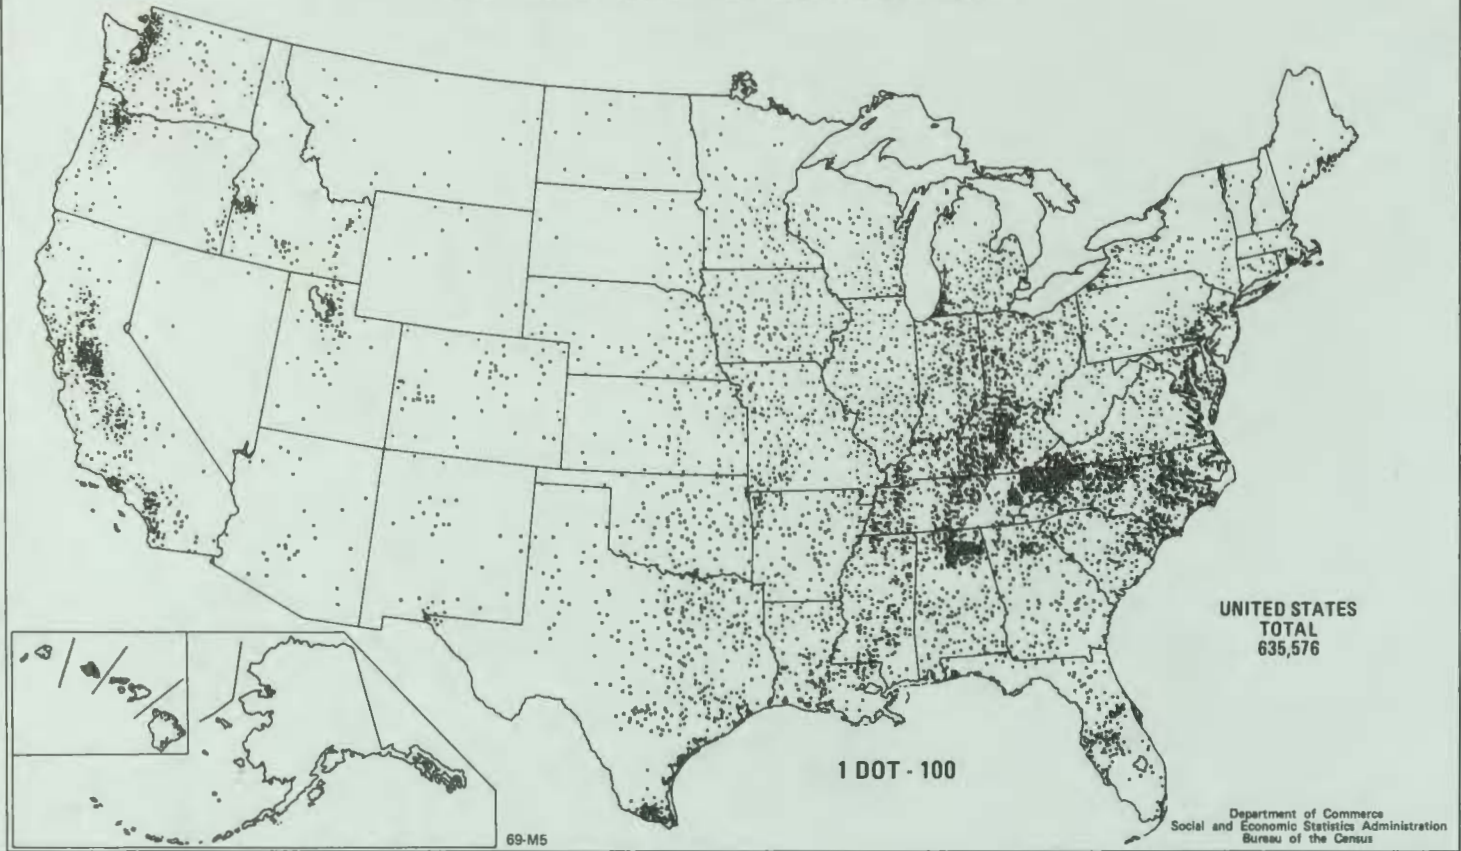 UNITED STATES
TOTAL
635,576
1 DOT - 100
69-M5
Department of Commerce
Social and Economic Statistics Administration
Bureau of the Census